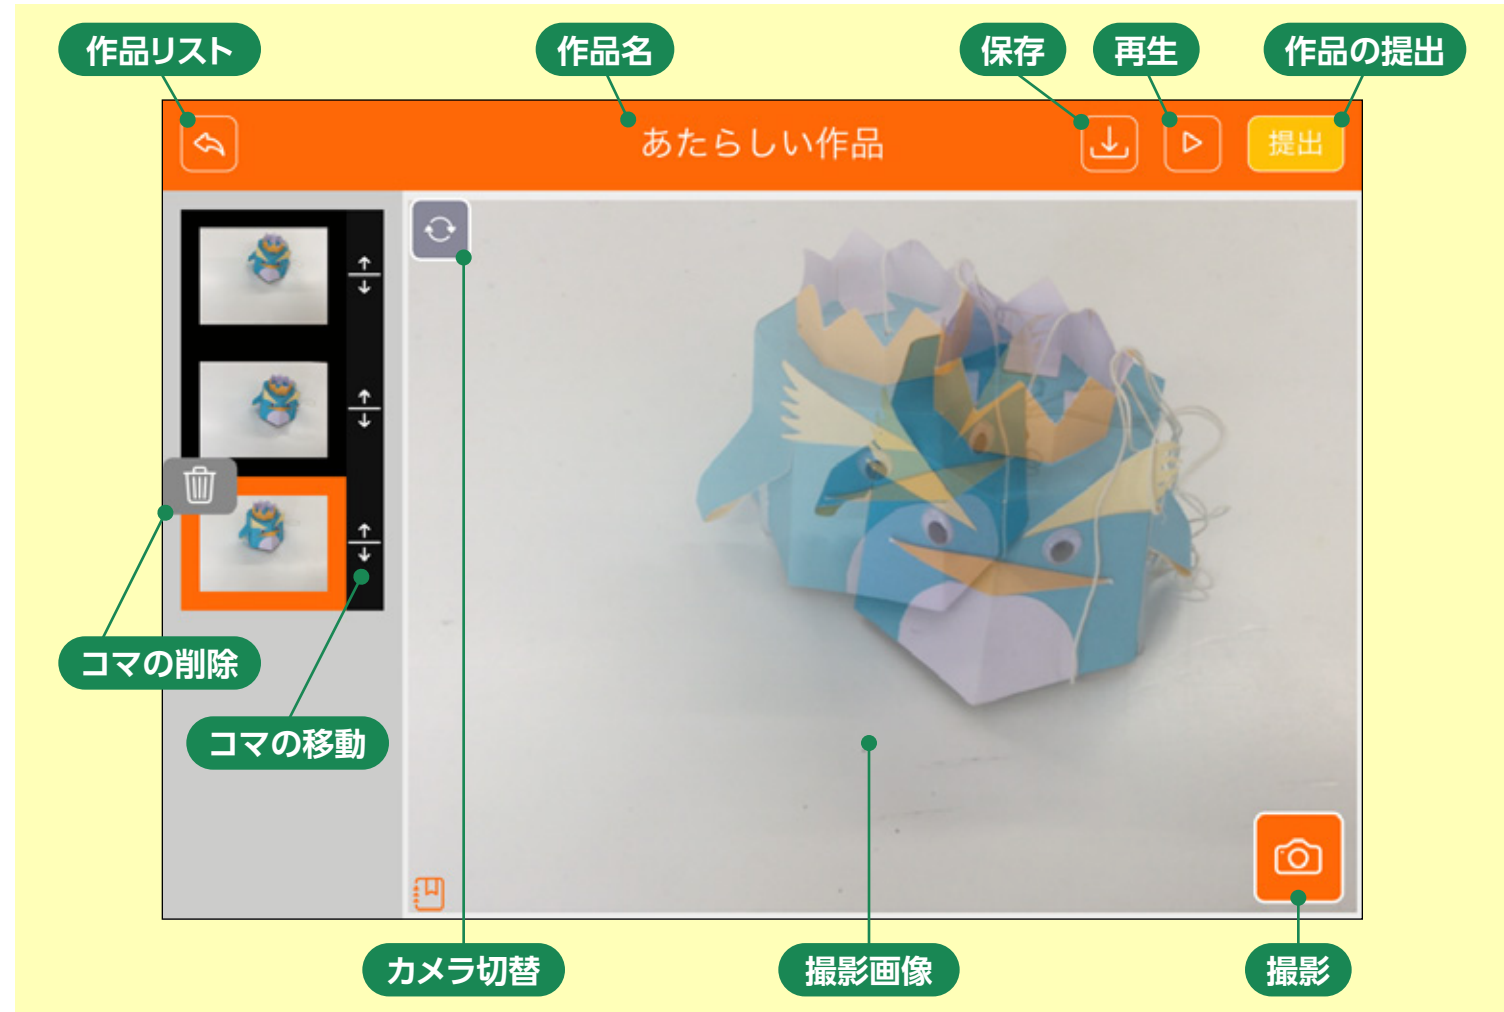 作品リスト
作品名
保存
再生
作品の提出
あたらしい作品
提出
コマの削除
コマの移動
カメラ切替
撮影画像
撮影